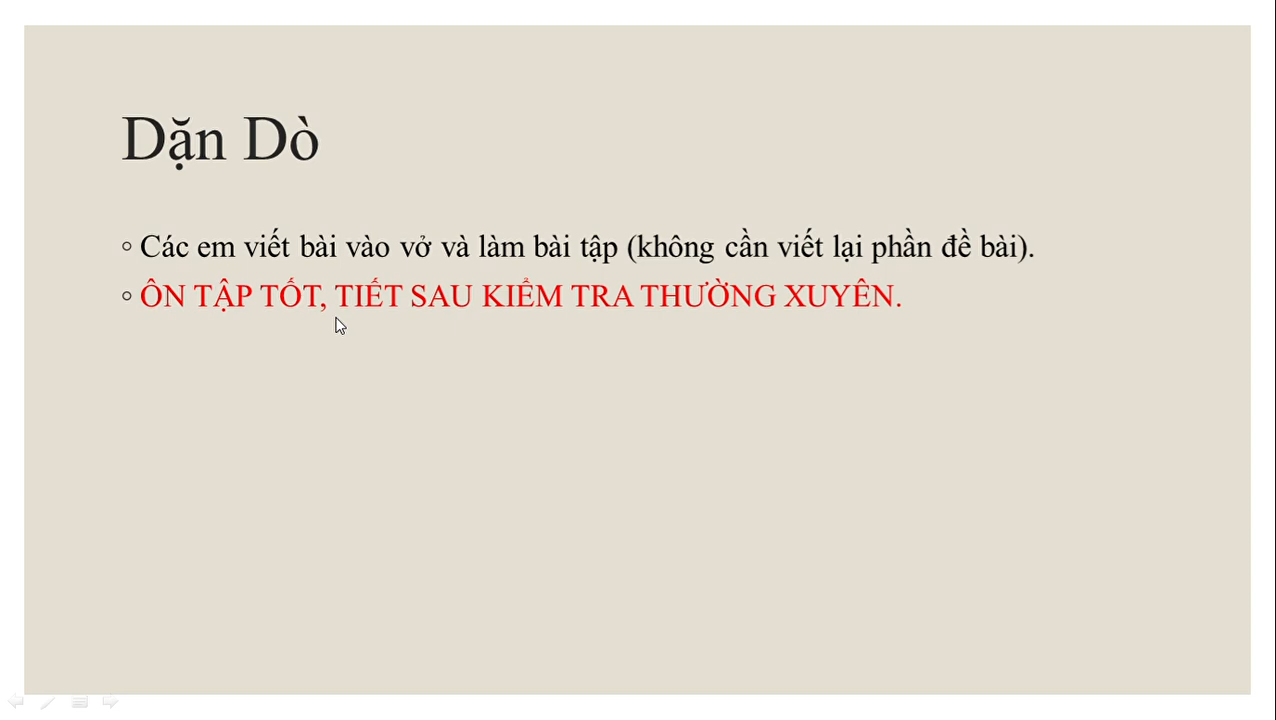 Dặn Dò
Các em viết bài vào vở và làm bài tập (không cần viết lại phần đề bài).
ÔN TẬP TỐT, TIẾT SAU KIỂM TRA THƯỜNG XUYÊN.